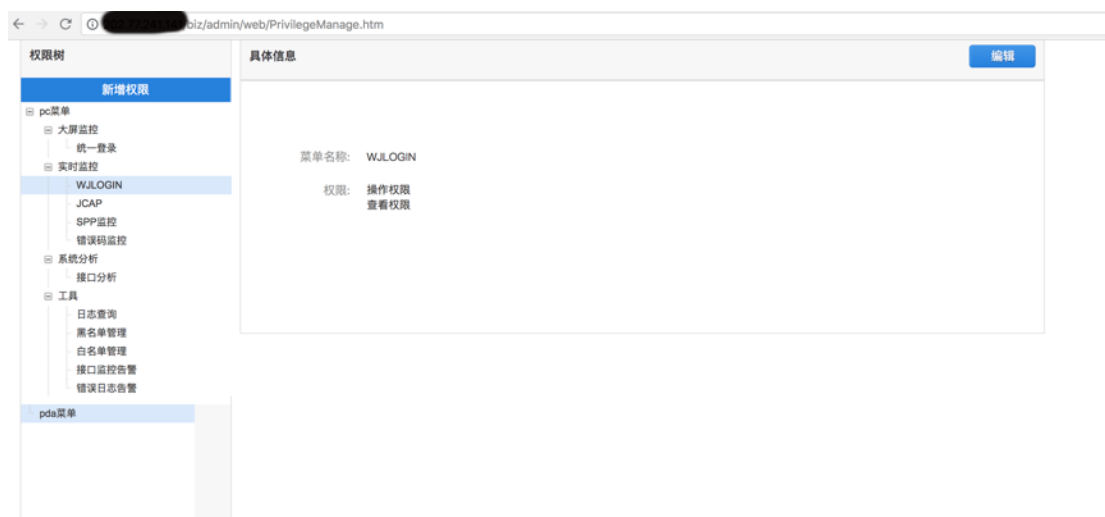 biz/admin/web/PrivilegeManage.htm
权限树
具体信息
编辑
新增权限
pc菜单
大屏监控
统一登录
实时监控
WJLOGIN
JCAP
SPP监控
错误码监控
系统分析
接口分析
工具
日志查询
黑名单管理
白名单管理
接口监控告警
错误日志告警
pda菜单
菜单名称: WJLOGIN
权限: 操作权限
查看权限